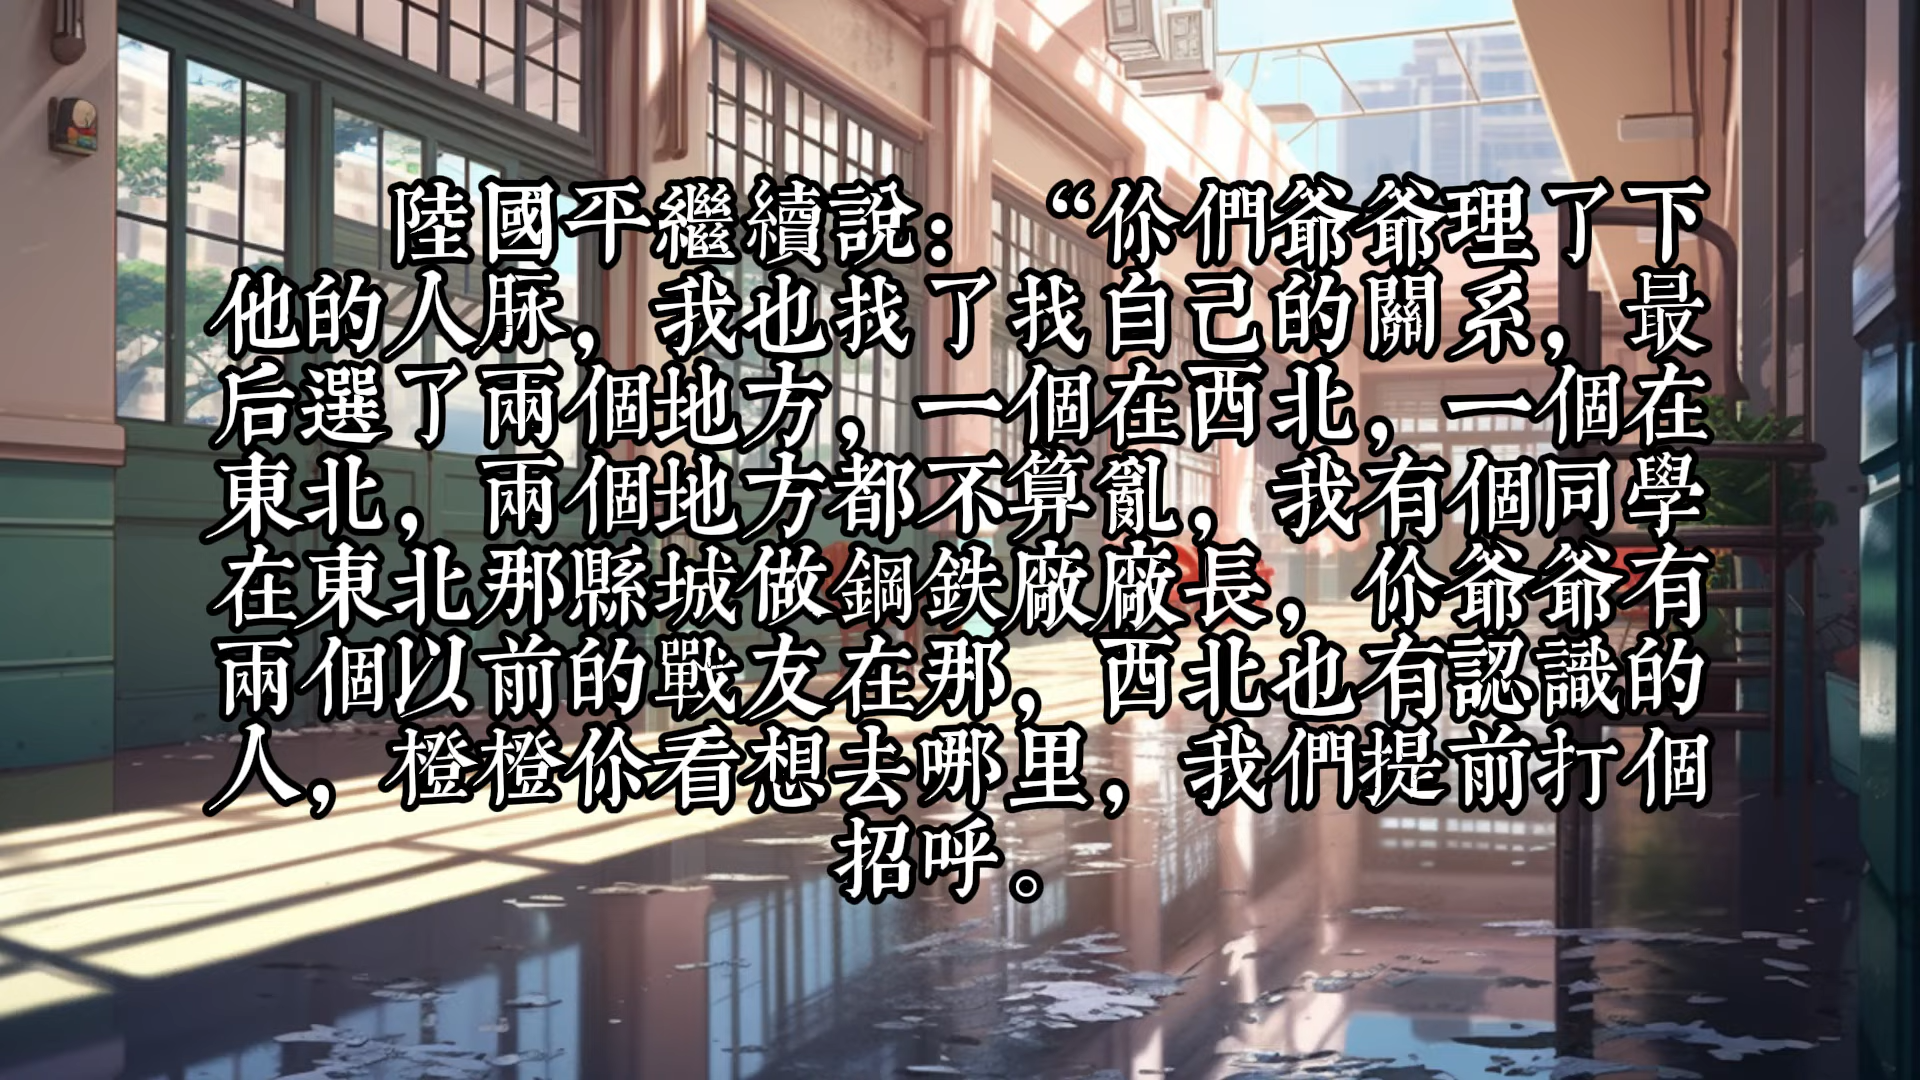 陸國平繼續說：“你們爺爺理了下
他的人脉，我也找了找自己的關系，最
后選了兩個地方，一個在西北，一個在
東北，兩個地方都不算亂，我有個同學
在東北那縣城做鋼鉄廠廠長，你爺爺有
兩個以前的戰友在那，西北也有認識的
人，橙橙你看想去哪里，我們提前打個
招呼。